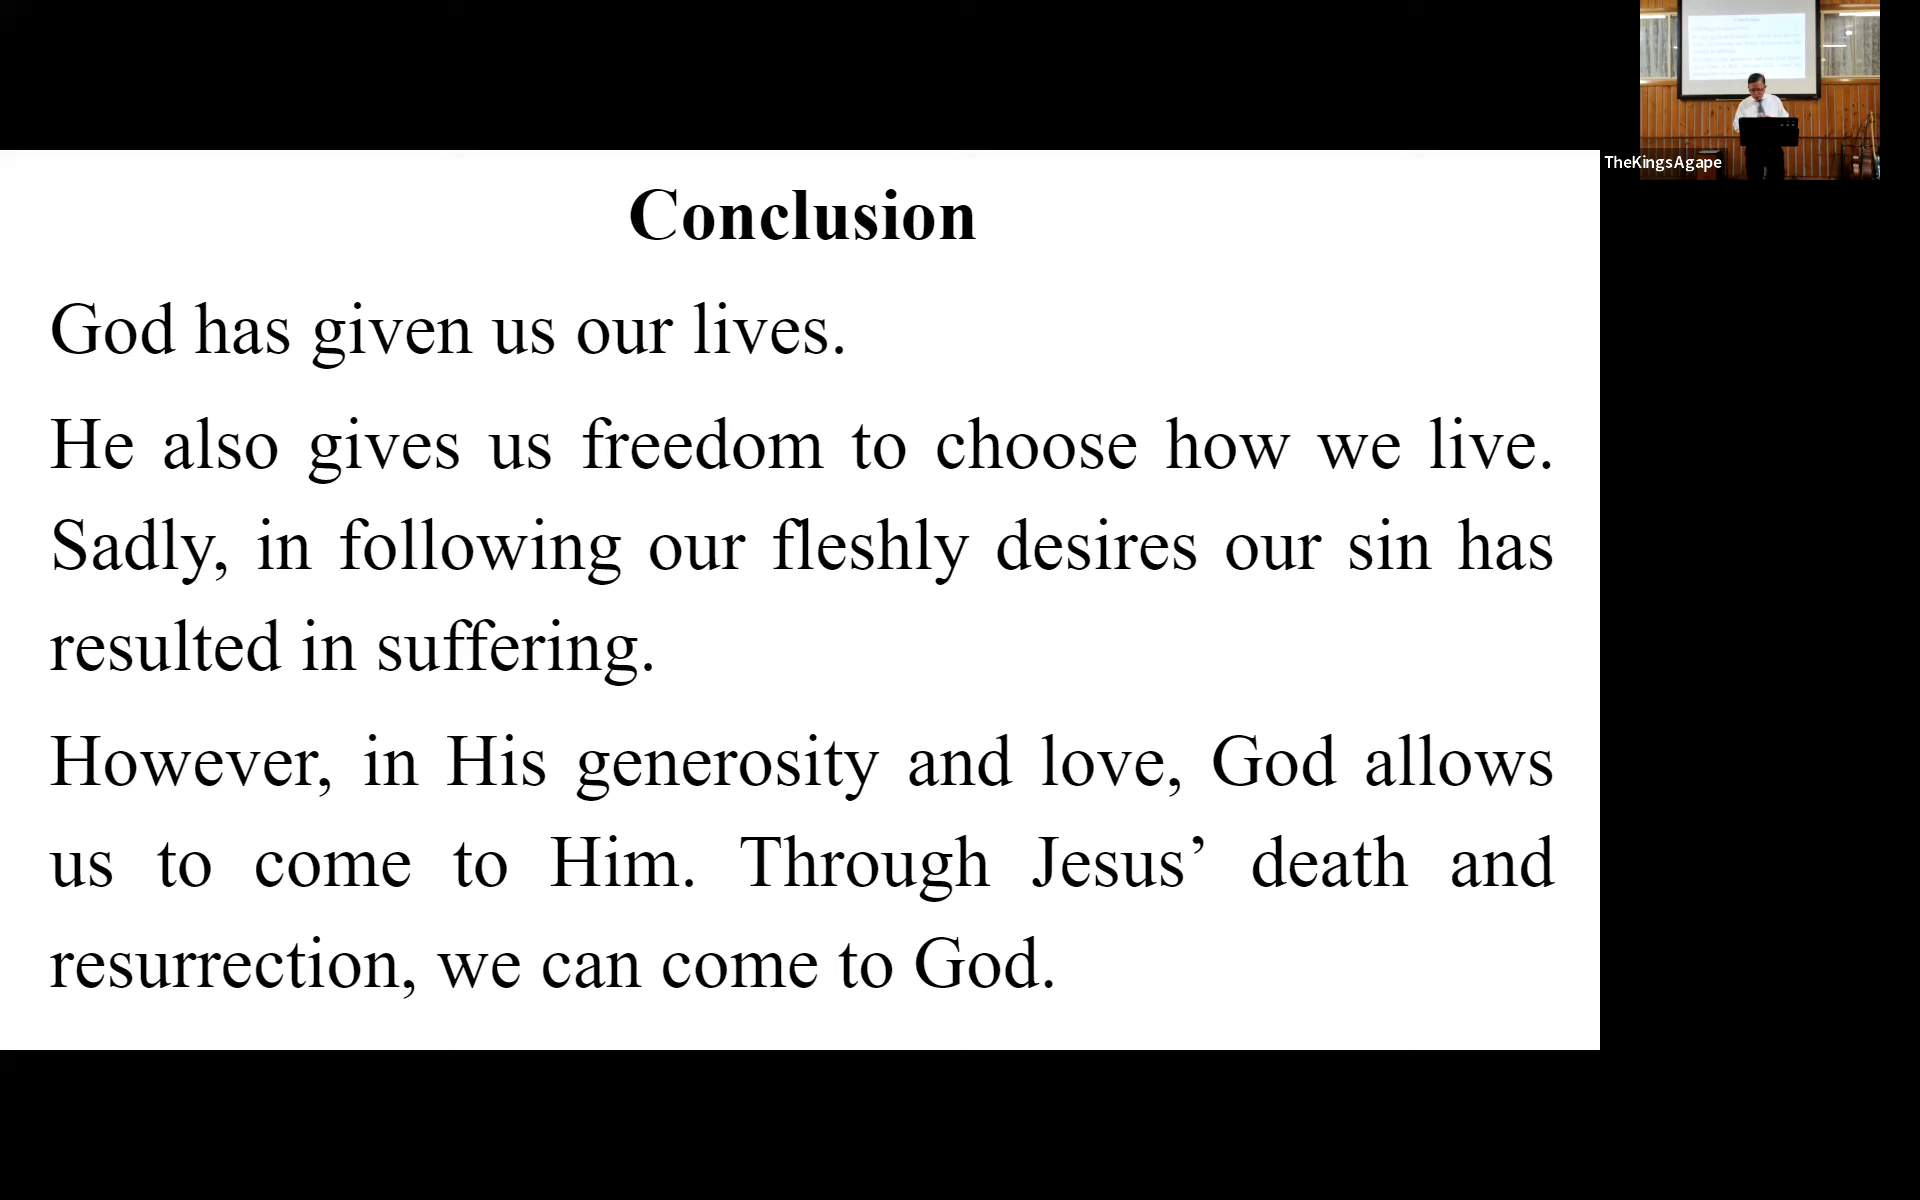 Conclusion
God has given us our lives.
He also gives us freedom to choose how we live.
Sadly, in following our fleshly desires our sin has
resulted in suffering.
However, in His generosity and love, God allows
us to come to Him. Through Jesus’ death and
resurrection, we can come to God.
TheKingsAgape